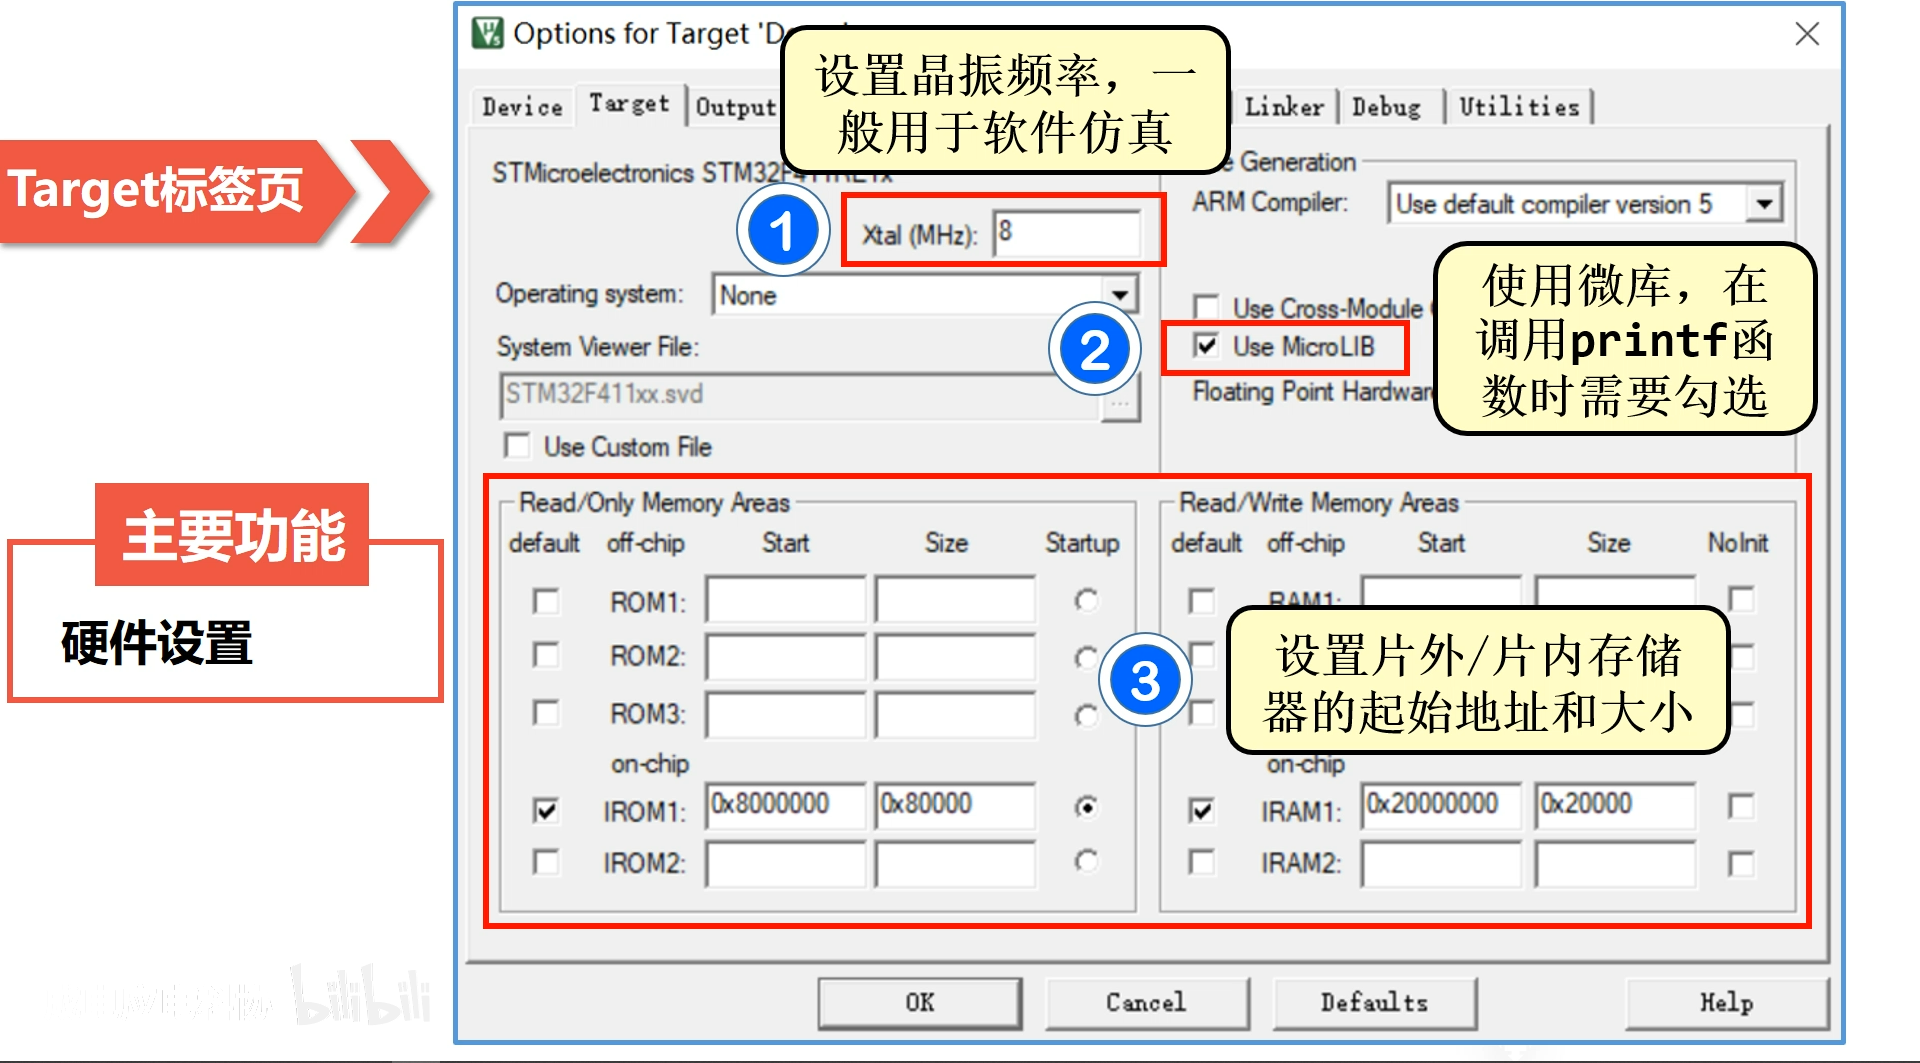 Options for Target
设置晶振频率，一
般用于软件仿真
Device
Target
Output
Linker
Debug
Utilities
Target标签页
STMicroelectronics
Generation
ARM Compiler:
Use default compiler version 5
1
Xtal (MHz):
8
Operating system:
None
Use Cross-Module
2
Use MicroLIB
使用微库，在
调用printf函
数时需要勾选
System Viewer File:
STM32F411xx.svd
...
Floating Point Hardware
Use Custom File
主要功能
硬件设置
Read/Only Memory Areas
default off-chip Start Size Startup
ROM1:
ROM2:
ROM3:
on-chip
IROM1: 0x8000000 0x80000
IROM2:
Read/Write Memory Areas
default off-chip Start Size NoInit
RAM1:
3
设置片外/片内存储
器的起始地址和大小
on-chip
IRAM1: 0x20000000 0x20000
IRAM2:
bilibili
OK
Cancel
Defaults
Help